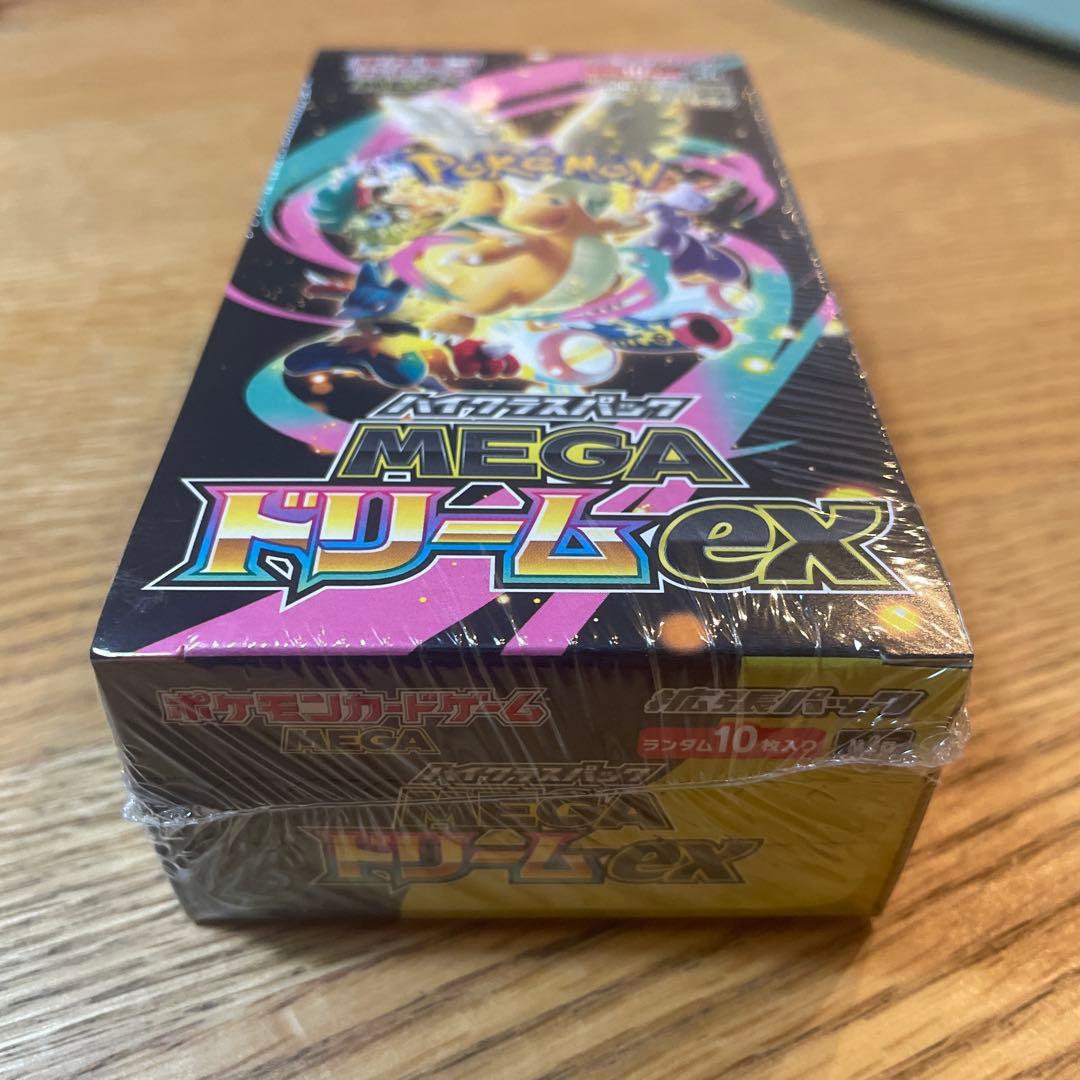 POKÉMON
ハイクラスパック
MEGA
ドリームex
ポケモンカードゲーム
MEGA
拡張パック
ランダム10枚入り
ハイクラスパック
MEGA
ドリームex